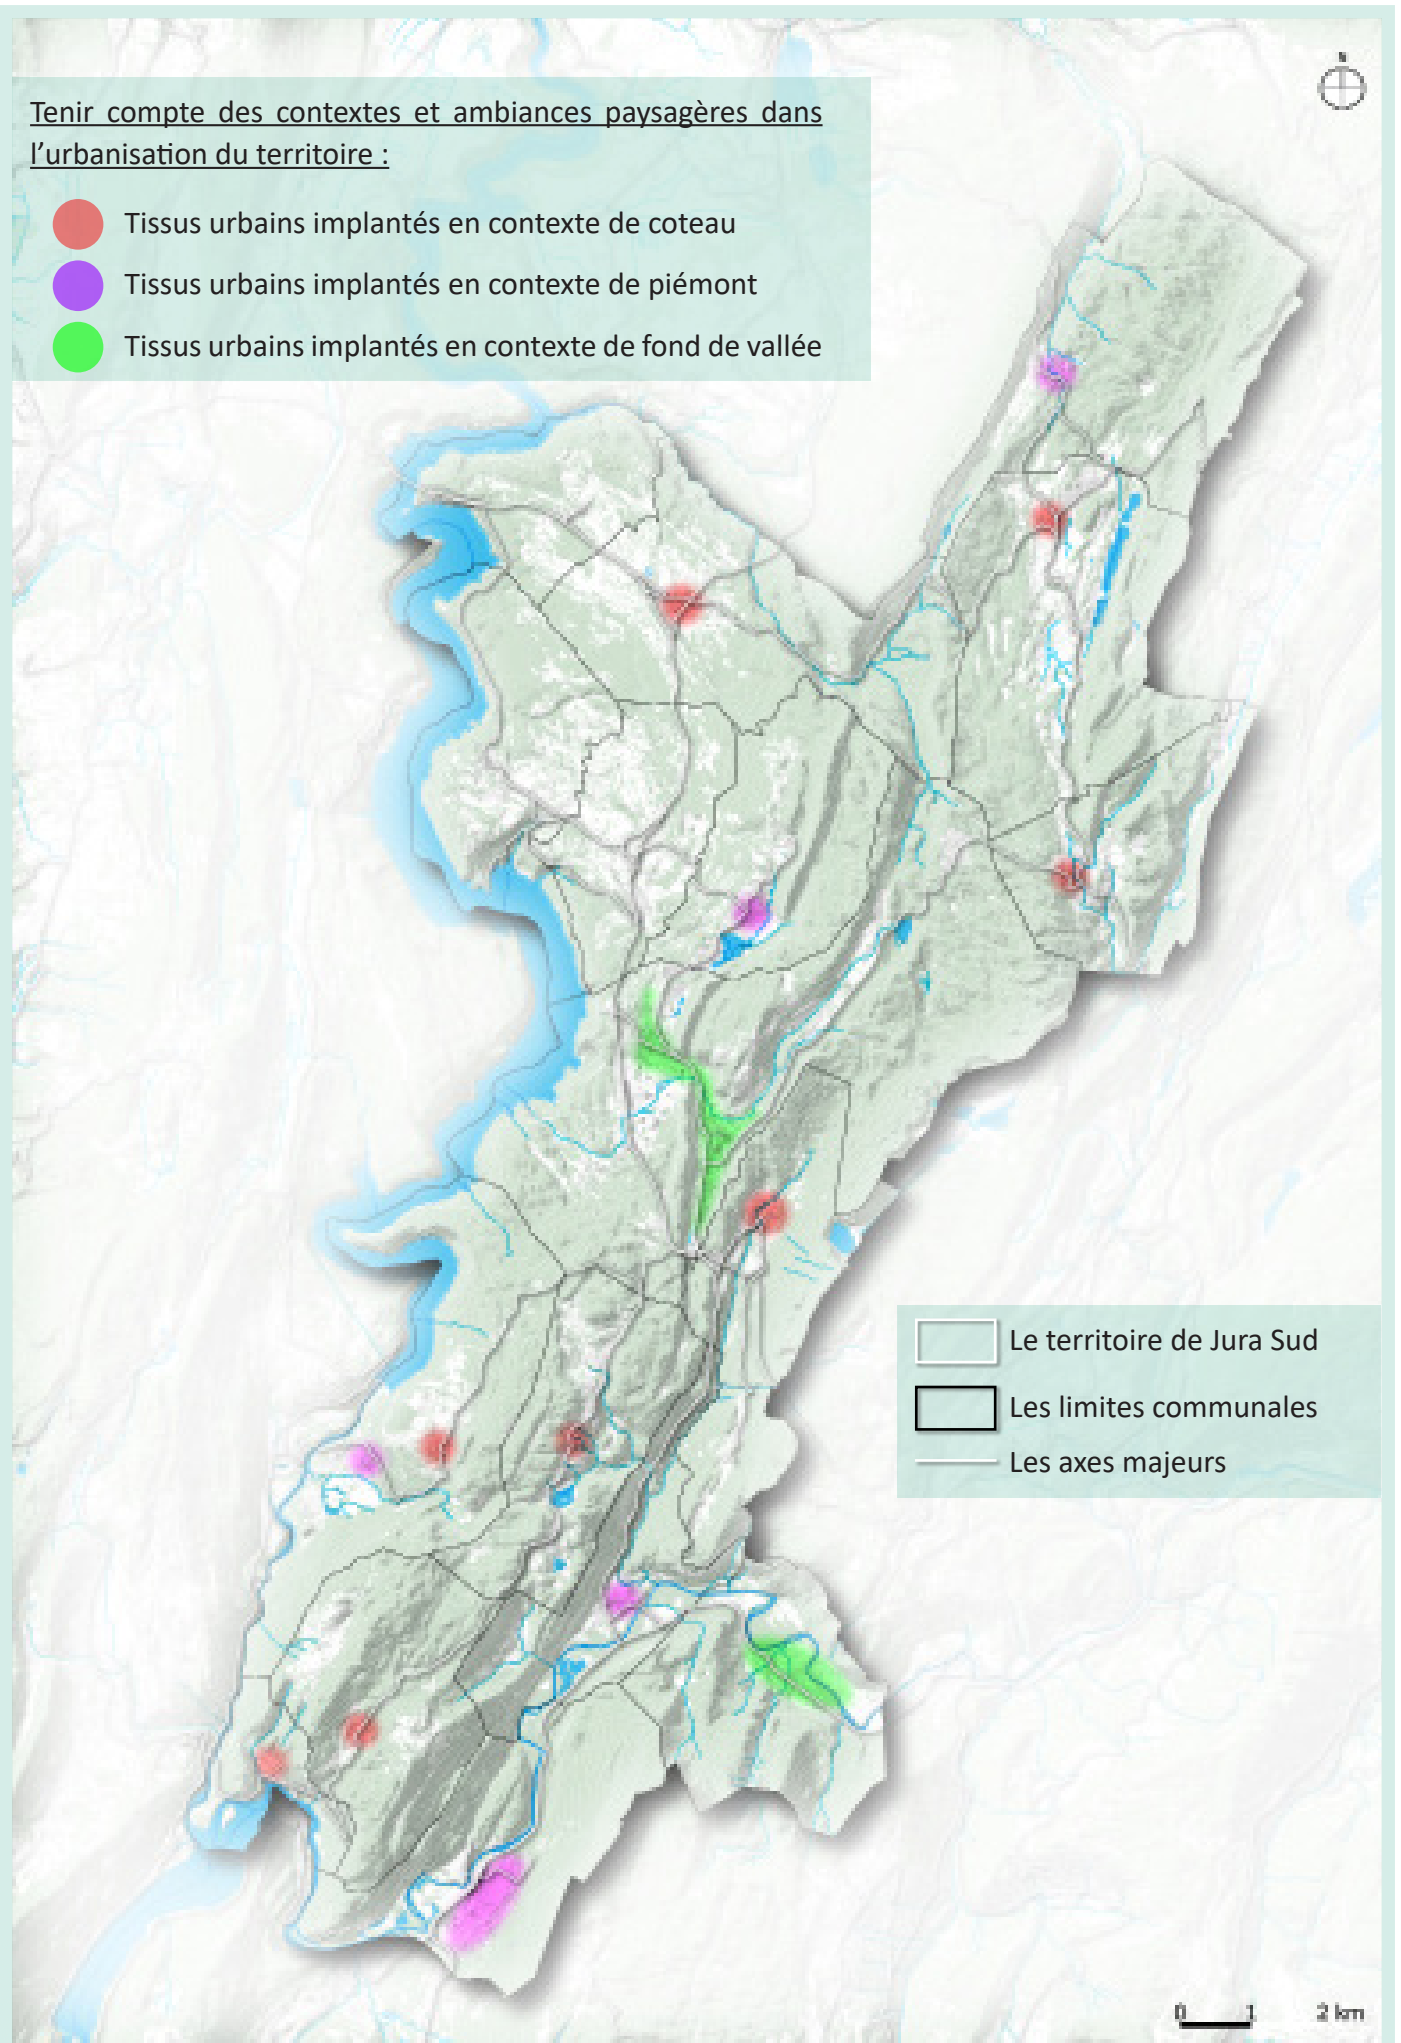 N
Tenir compte des contextes et ambiances paysagères dans
l'urbanisation du territoire :
Tissus urbains implantés en contexte de coteau
Tissus urbains implantés en contexte de piémont
Tissus urbains implantés en contexte de fond de vallée
Le territoire de Jura Sud
Les limites communales
Les axes majeurs
0 1 2 km